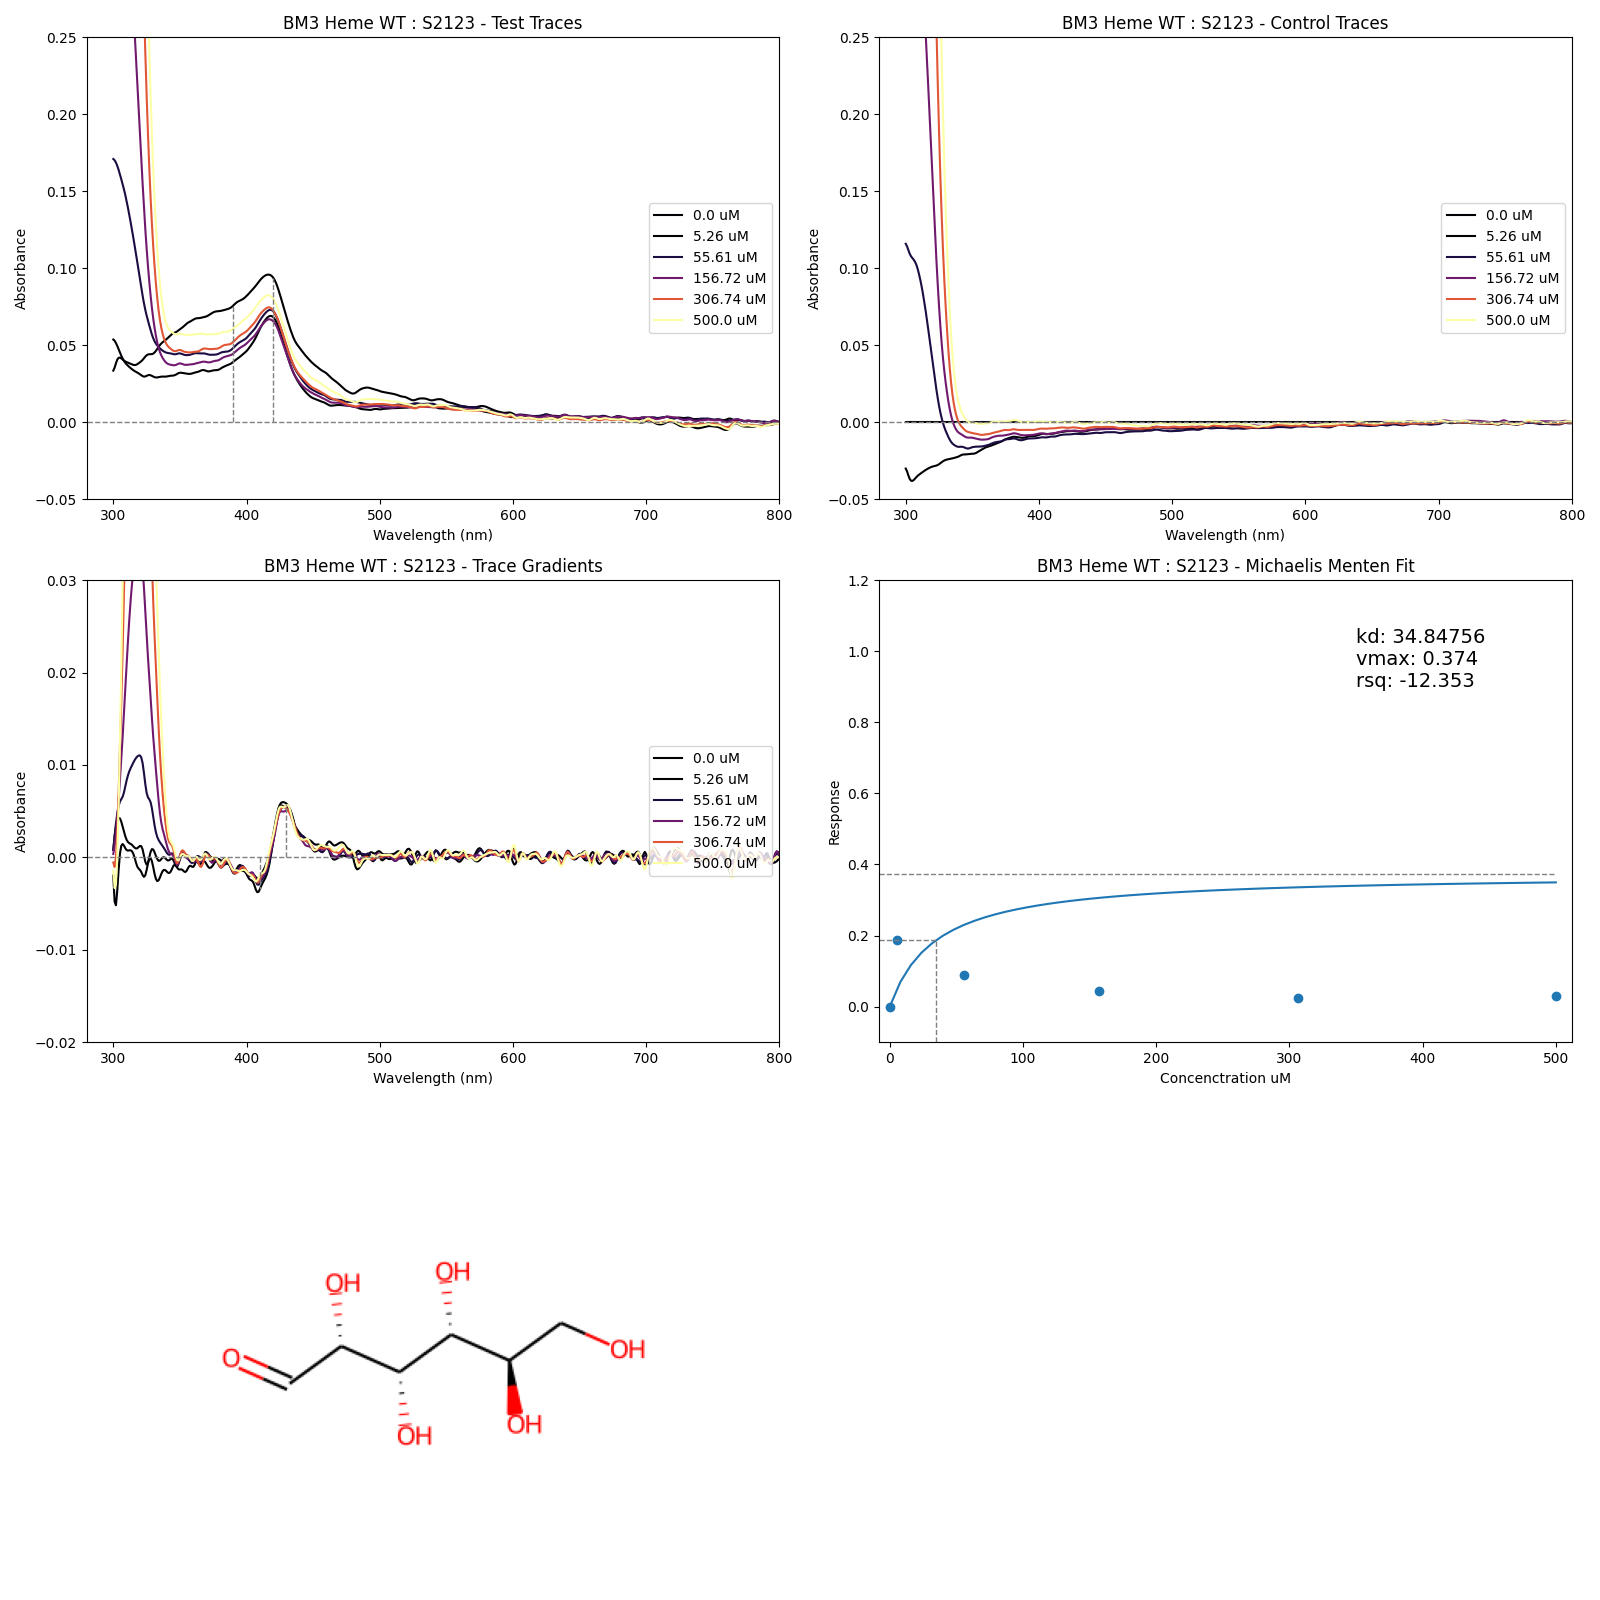 BM3 Heme WT : S2123 - Test Traces
0.25
0.20
0.15
0.10
0.05
0.00
−0.05
Absorbance
300
400
500
600
700
800
Wavelength (nm)
0.0 uM
5.26 uM
55.61 uM
156.72 uM
306.74 uM
500.0 uM
BM3 Heme WT : S2123 - Control Traces
0.25
0.20
0.15
0.10
0.05
0.00
−0.05
Absorbance
300
400
500
600
700
800
Wavelength (nm)
0.0 uM
5.26 uM
55.61 uM
156.72 uM
306.74 uM
500.0 uM
BM3 Heme WT : S2123 - Trace Gradients
0.03
0.02
0.01
0.00
−0.01
−0.02
Absorbance
300
400
500
600
700
800
Wavelength (nm)
0.0 uM
5.26 uM
55.61 uM
156.72 uM
306.74 uM
500.0 uM
BM3 Heme WT : S2123 - Michaelis Menten Fit
1.2
1.0
0.8
0.6
0.4
0.2
0.0
Response
0
100
200
300
400
500
Concenctration uM
kd: 34.84756
vmax: 0.374
rsq: -12.353
OH
OH
O
OH
OH
OH